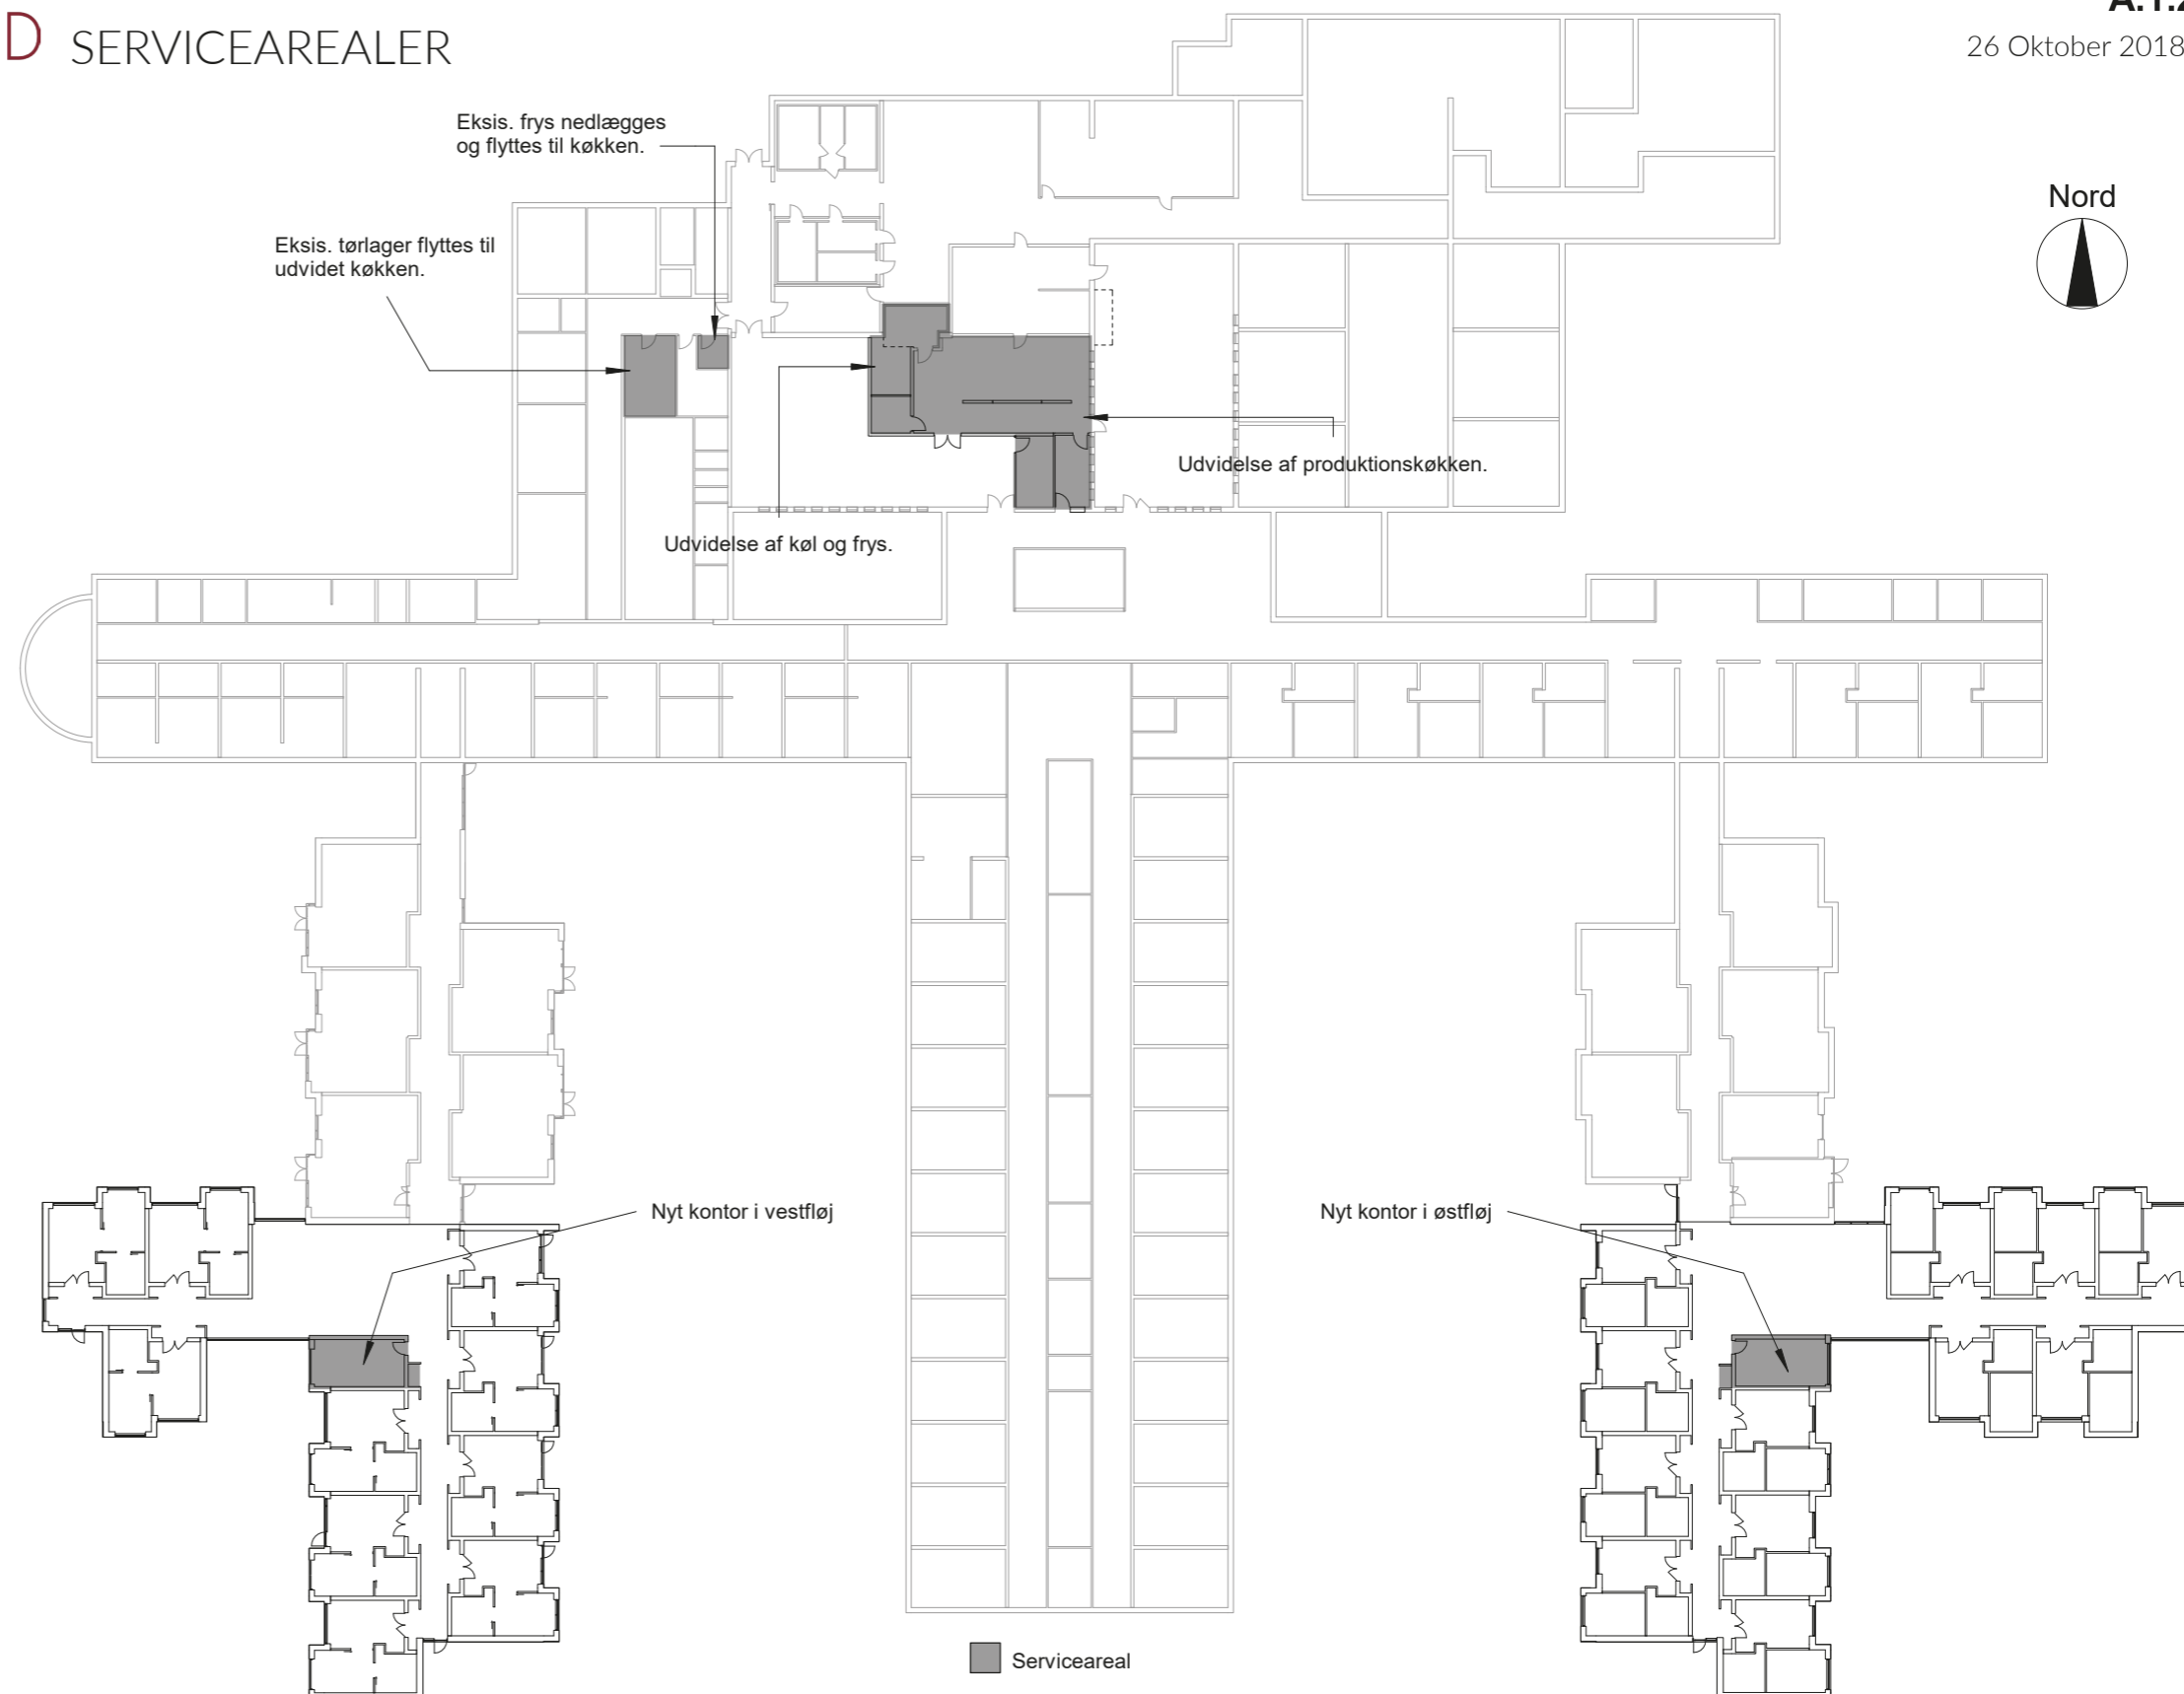 D SERVICEAREALER
26 Oktober 2018
Eksis. frys nedlægges
og flyttes til køkken.
Nord
Eksis. tørlager flyttes til
udvidet køkken.
Udvidelse af produktionskøkken.
Udvidelse af køl og frys.
Nyt kontor i vestfløj
Nyt kontor i østfløj
Serviceareal